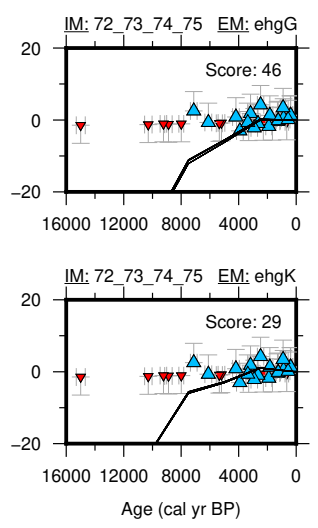 IM: 72_73_74_75 EM: ehgG
20
Score: 46
0
−20
16000 12000 8000 4000 0
IM: 72_73_74_75 EM: ehgK
20
Score: 29
0
−20
16000 12000 8000 4000 0
Age (cal yr BP)